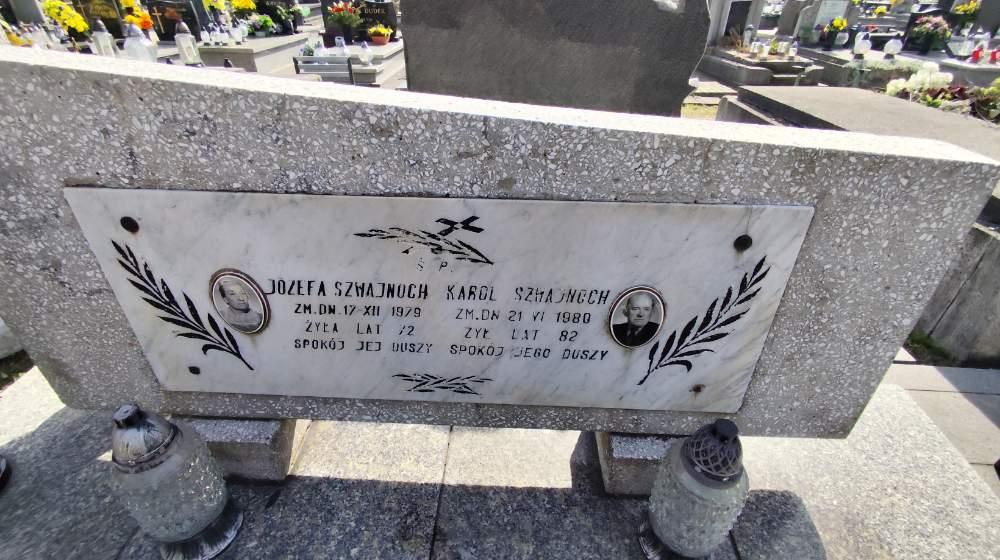 DUDEK
Ś. P.
JÓZEFA SZWAJNOCH
ZM.DN.17-XII 1979
ŻYŁA LAT 72
SPOKÓJ JEJ DUSZY
KAROL SZWAJNOCH
ZM.DN 21 VI 1980
ŻYŁ LAT 82
SPOKÓJ JEGO DUSZY